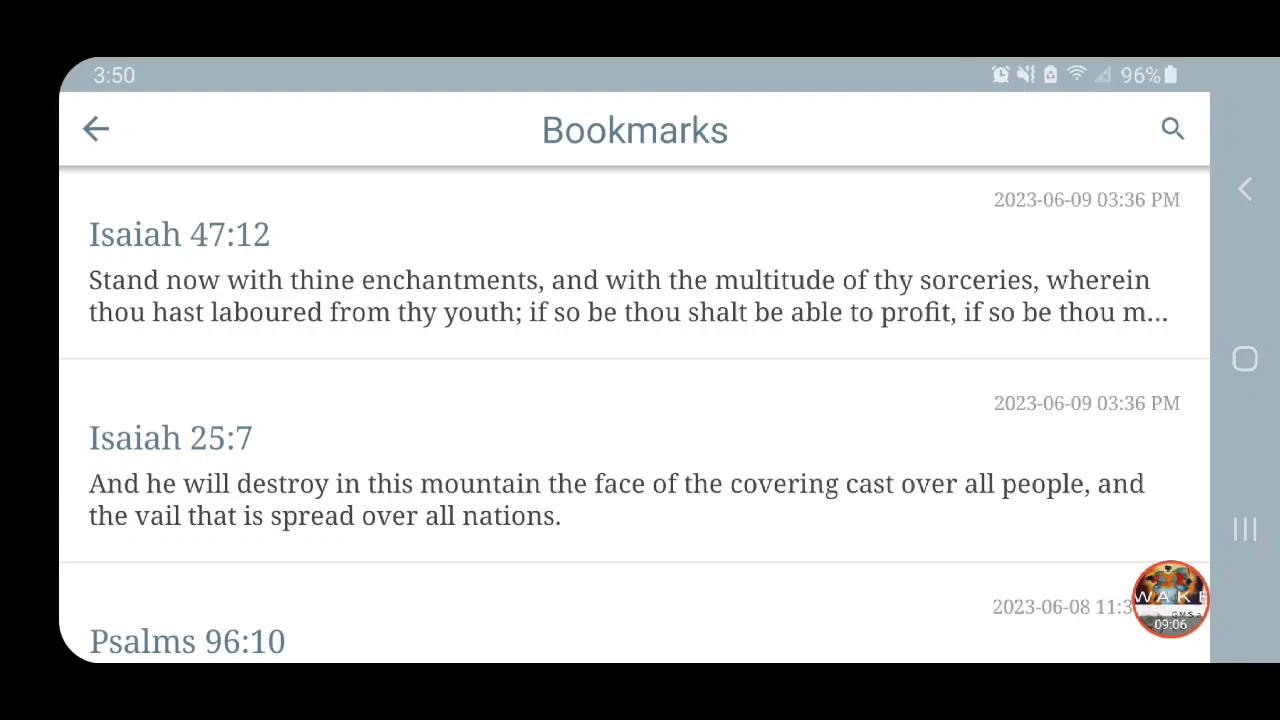 3:50
96%
Bookmarks
2023-06-09 03:36 PM
Isaiah 47:12
Stand now with thine enchantments, and with the multitude of thy sorceries, wherein
thou hast laboured from thy youth; if so be thou shalt be able to profit, if so be thou m...
2023-06-09 03:36 PM
Isaiah 25:7
And he will destroy in this mountain the face of the covering cast over all people, and
the vail that is spread over all nations.
2023-06-08 11:3
WAKE
GMS
09:06
Psalms 96:10